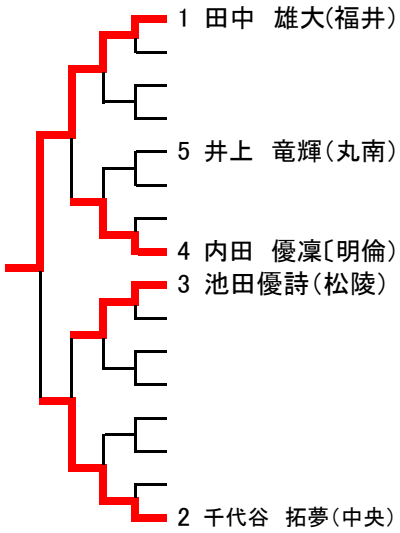 1 田中　雄大(福井)
5 井上　竜輝(丸南)
4 内田　優凜〔明倫)
3 池田優詩(松陵)
2 千代谷　拓夢(中央)